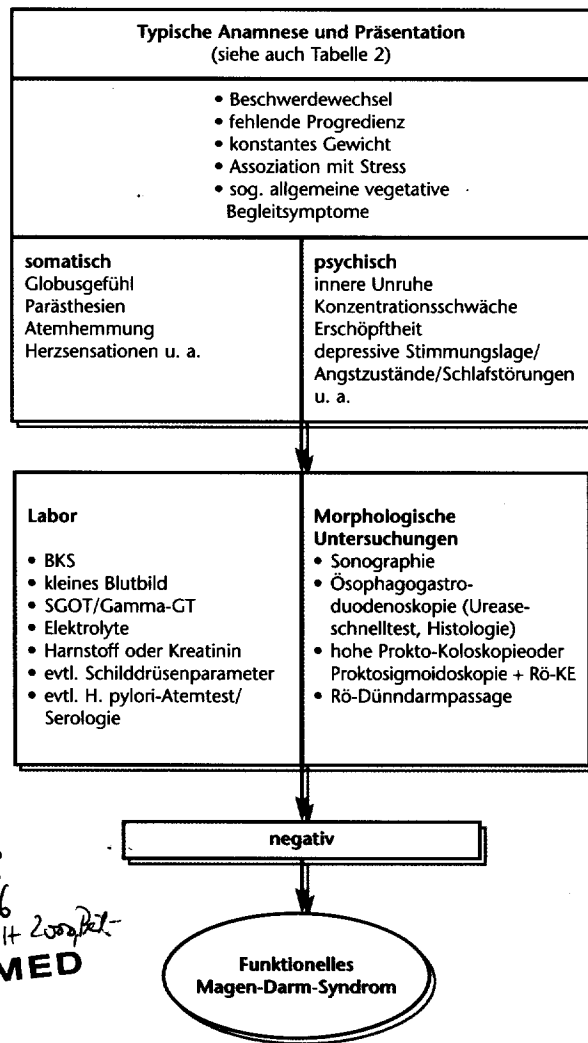 Typische Anamnese und Präsentation
(siehe auch Tabelle 2)
• Beschwerdewechsel
• fehlende Progredienz
• konstantes Gewicht
• Assoziation mit Stress
• sog. allgemeine vegetative
Begleitsymptome
somatisch
Globusgefühl
Parästhesien
Atemhemmung
Herzsensationen u. a.
psychisch
innere Unruhe
Konzentrationsschwäche
Erschöpftheit
depressive Stimmungslage/
Angstzustände/Schlafstörungen
u. a.
Labor
• BKS
• kleines Blutbild
• SGOT/Gamma-GT
• Elektrolyte
• Harnstoff oder Kreatinin
• evtl. Schilddrüsenparameter
• evtl. H. pylori-Atemtest/
Serologie
Morphologische
Untersuchungen
• Sonographie
• Ösophagogastro-
duodenoskopie (Urease-
schnelltest, Histologie)
• hohe Prokto-Koloskopieoder
Proktosigmoidoskopie + Rö-KE
• Rö-Dünndarmpassage
negativ
6
MED
Funktionelles
Magen-Darm-Syndrom